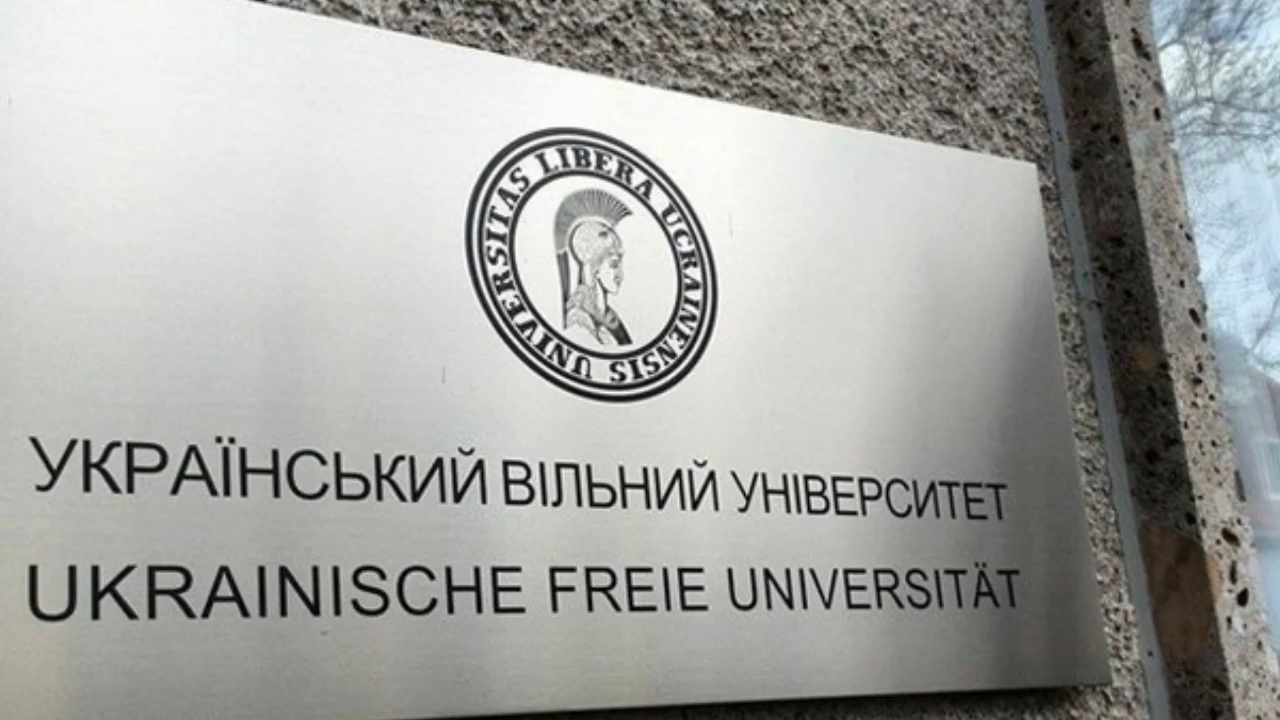 UNIVERSITAS LIBERA UCRAINENSIS
УКРАЇНСЬКИЙ ВІЛЬНИЙ УНІВЕРСИТЕТ
UKRAINISCHE FREIE UNIVERSITÄT